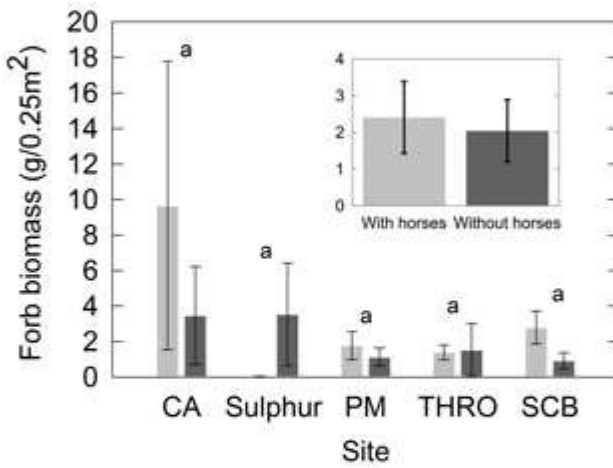 20
18
16
14
12
10
8
6
4
2
0
Forb biomass (g/0.25m²)
a
a
a
a
a
4
3
2
1
0
With horses Without horses
CA Sulphur PM THRO SCB
Site